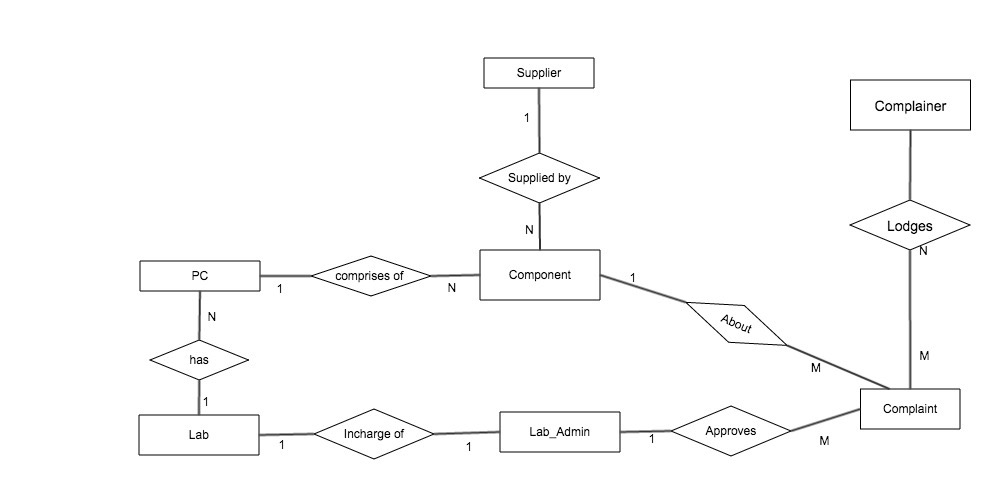 Supplier
Complainer
1
Supplied by
Lodges
N
N
PC
comprises of
Component
1
1
N
N
About
has
M
M
1
Lab
Incharge of
Lab_Admin
Approves
Complaint
1
1
1
M